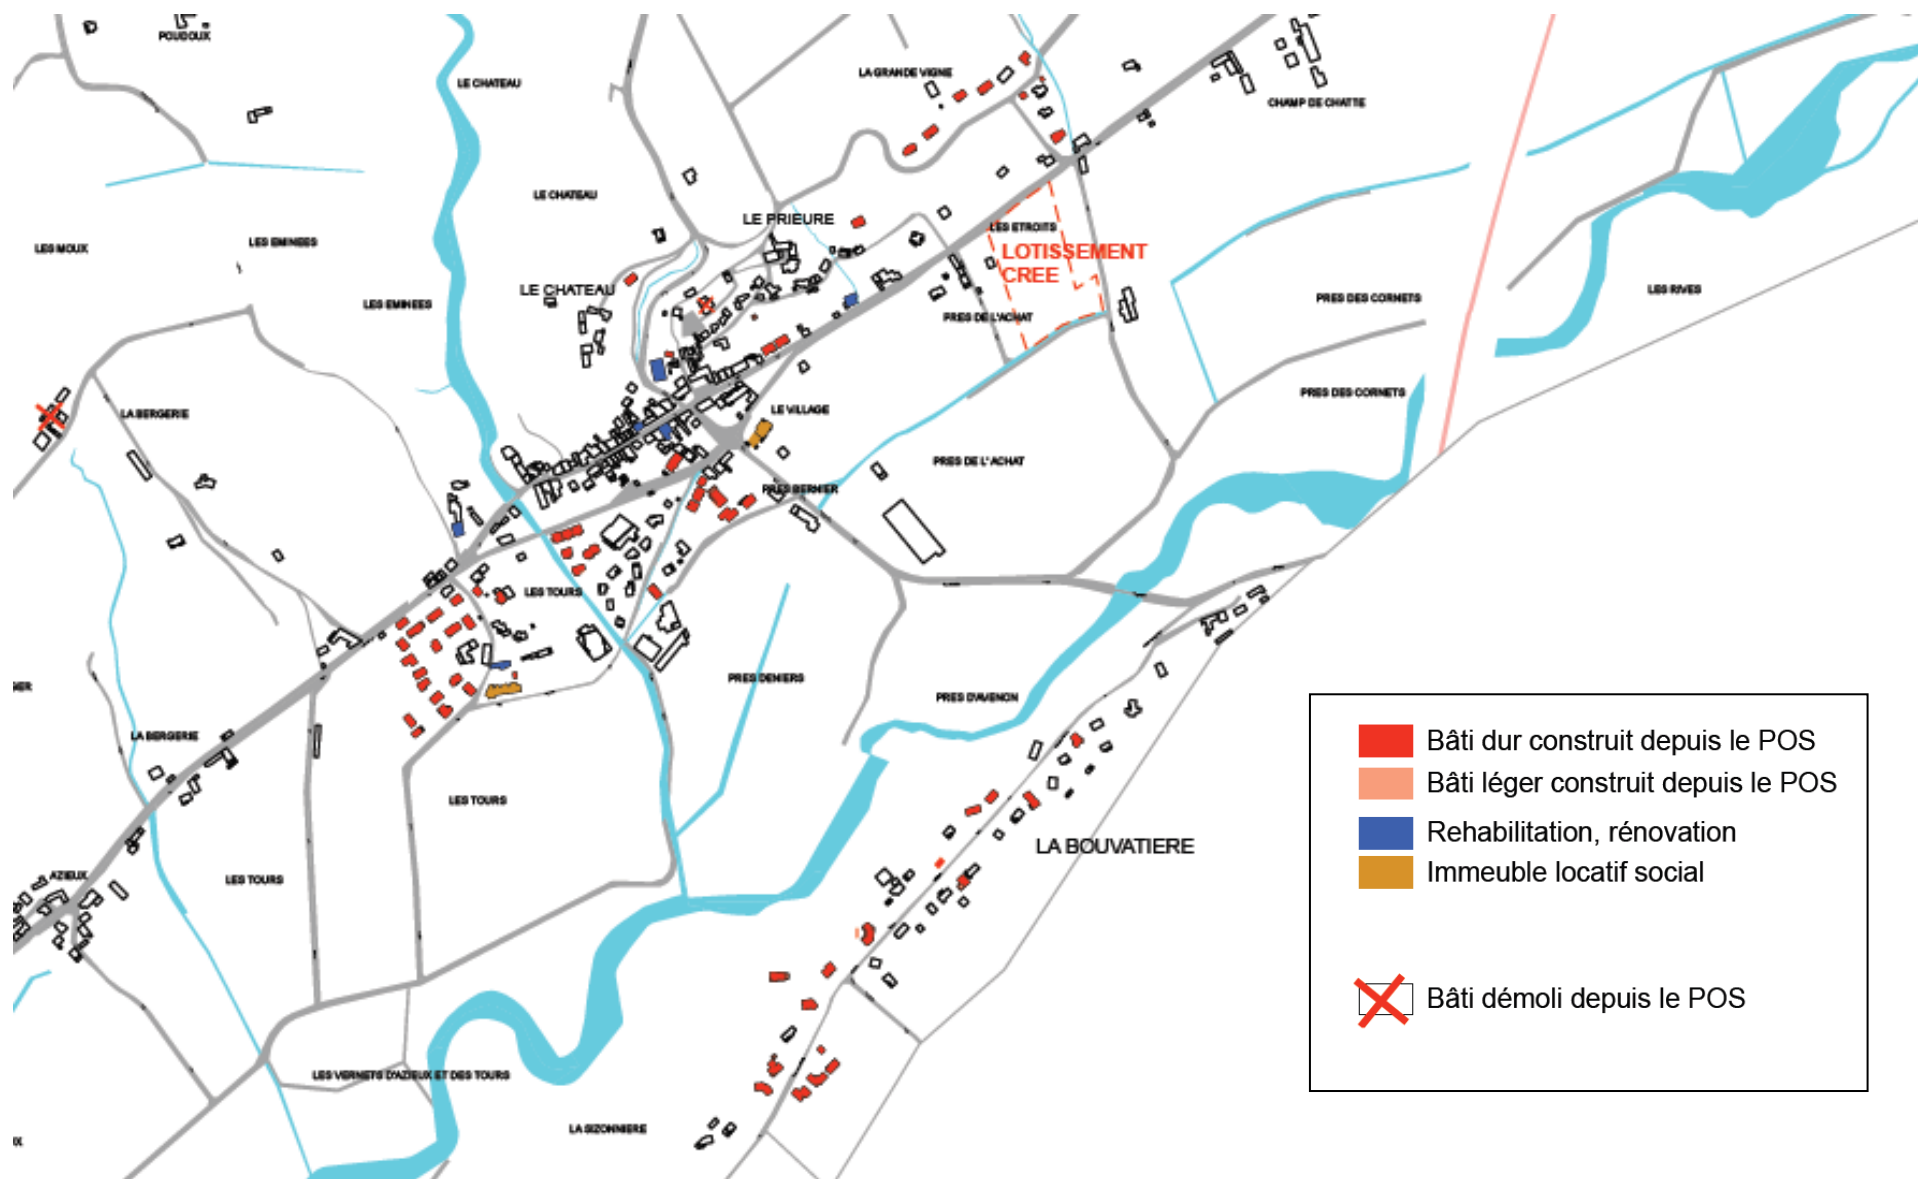 POUDOUX
LE CHATEAU
LA GRANDE VIGNE
CHAMP DE CHATTE
LE CHATEAU
LE PRIEURE
LES ETROITS
LES MOUX
LES EMINEES
LOTISSEMENT
CREE
LE CHATEAU
LES EMINEES
PRES DES CORNETS
LES RIVES
PRES DE L'ACHAT
PRES DES CORNETS
LA BERGERIE
LE VILLAGE
PRES DE L'ACHAT
PRES BERNIER
LES TOURS
PRES DENIERS
PRES D'AVENON
LA BERGERIE
LES TOURS
LA BOUVATIERE
AZIEUX
LES TOURS
LES VERNETS D'AZIEUX ET DES TOURS
LA SIZONNIERE
Bâti dur construit depuis le POS
Bâti léger construit depuis le POS
Rehabilitation, rénovation
Immeuble locatif social
Bâti démoli depuis le POS